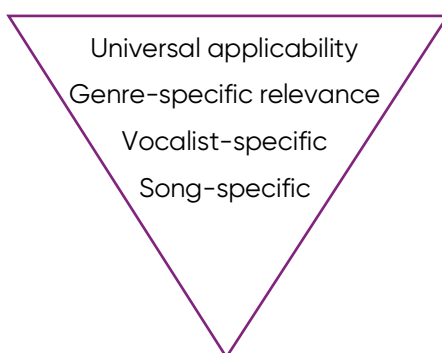 Universal applicability
Genre-specific relevance
Vocalist-specific
Song-specific